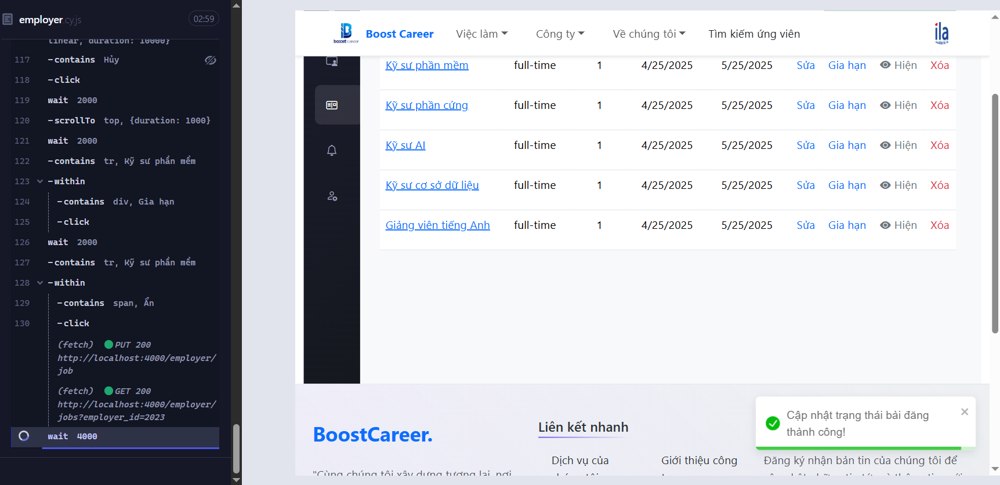 employer.cy.js
02:59
linear, duration: 10000}
117 -contains Hủy
118 -click
119 wait 2000
120 -scrollTo top, {duration: 1000}
121 wait 2000
122 -contains tr, Kỹ sư phần mềm
123 -within
124 -contains div, Gia hạn
125 -click
126 wait 2000
127 -contains tr, Kỹ sư phần mềm
128 -within
129 -contains span, Ẩn
130 -click
(fetch) PUT 200
http://localhost:4000/employer/
job
(fetch) GET 200
http://localhost:4000/employer/
jobs?employer_id=2023
wait 4000
booost career
Boost Career Việc làm Công ty Về chúng tôi Tìm kiếm ứng viên
ila
Kỹ sư phần mềm full-time 1 4/25/2025 5/25/2025 Sửa Gia hạn Hiện Xóa
Kỹ sư phần cứng full-time 1 4/25/2025 5/25/2025 Sửa Gia hạn Hiện Xóa
Kỹ sư AI full-time 1 4/25/2025 5/25/2025 Sửa Gia hạn Hiện Xóa
Kỹ sư cơ sở dữ liệu full-time 1 4/25/2025 5/25/2025 Sửa Gia hạn Hiện Xóa
Giảng viên tiếng Anh full-time 1 4/25/2025 5/25/2025 Sửa Gia hạn Hiện Xóa
BoostCareer.
"Cùng chúng tôi xây dựng tương lai, nơi
Liên kết nhanh
Dịch vụ của
Giới thiệu công
Cập nhật trạng thái bài đăng
thành công!
Đăng ký nhận bản tin của chúng tôi để